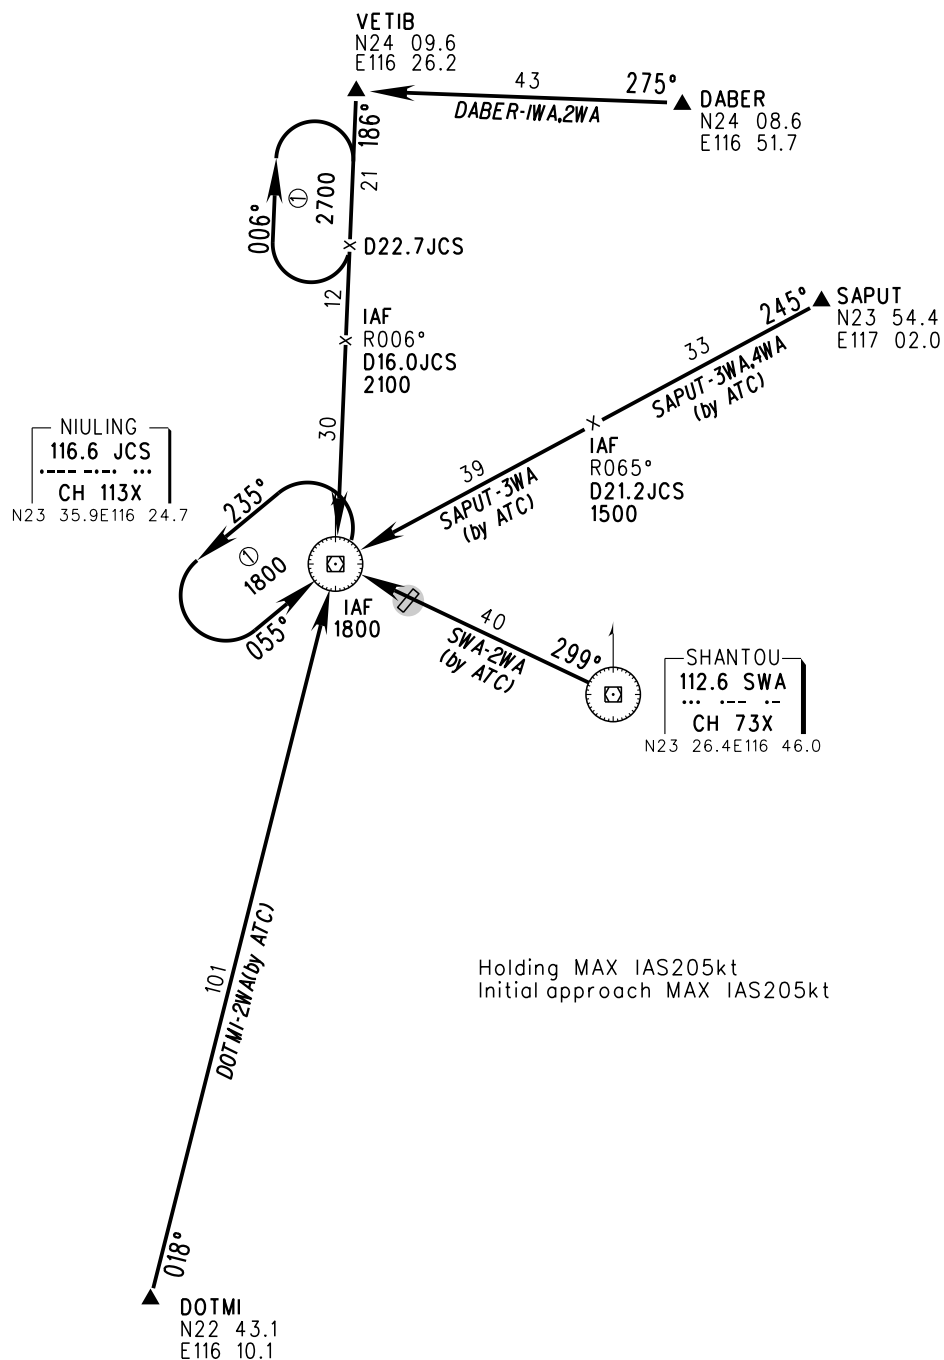 VETIB
N24 09.6
E116 26.2
43
275°
DABER-1WA,2WA
DABER
N24 08.6
E116 51.7
186°
21
①
2700
006°
D22.7JCS
12
IAF
R006°
D16.0JCS
2100
30
245°
SAPUT
N23 54.4
E117 02.0
33
SAPUT-3WA,4WA
(by ATC)
IAF
R065°
D21.2JCS
1500
39
SAPUT-3WA
(by ATC)
NIULING
116.6 JCS
·--- -·-· ···
CH 113X
N23 35.9E116 24.7
235°
①
1800
055°
IAF
1800
40
299°
SWA-2WA
(by ATC)
SHANTOU
112.6 SWA
··· ·-- ·-
CH 73X
N23 26.4E116 46.0
101
DOTMI-2WA(by ATC)
018°
Holding MAX IAS205kt
Initial approach MAX IAS205kt
DOTMI
N22 43.1
E116 10.1